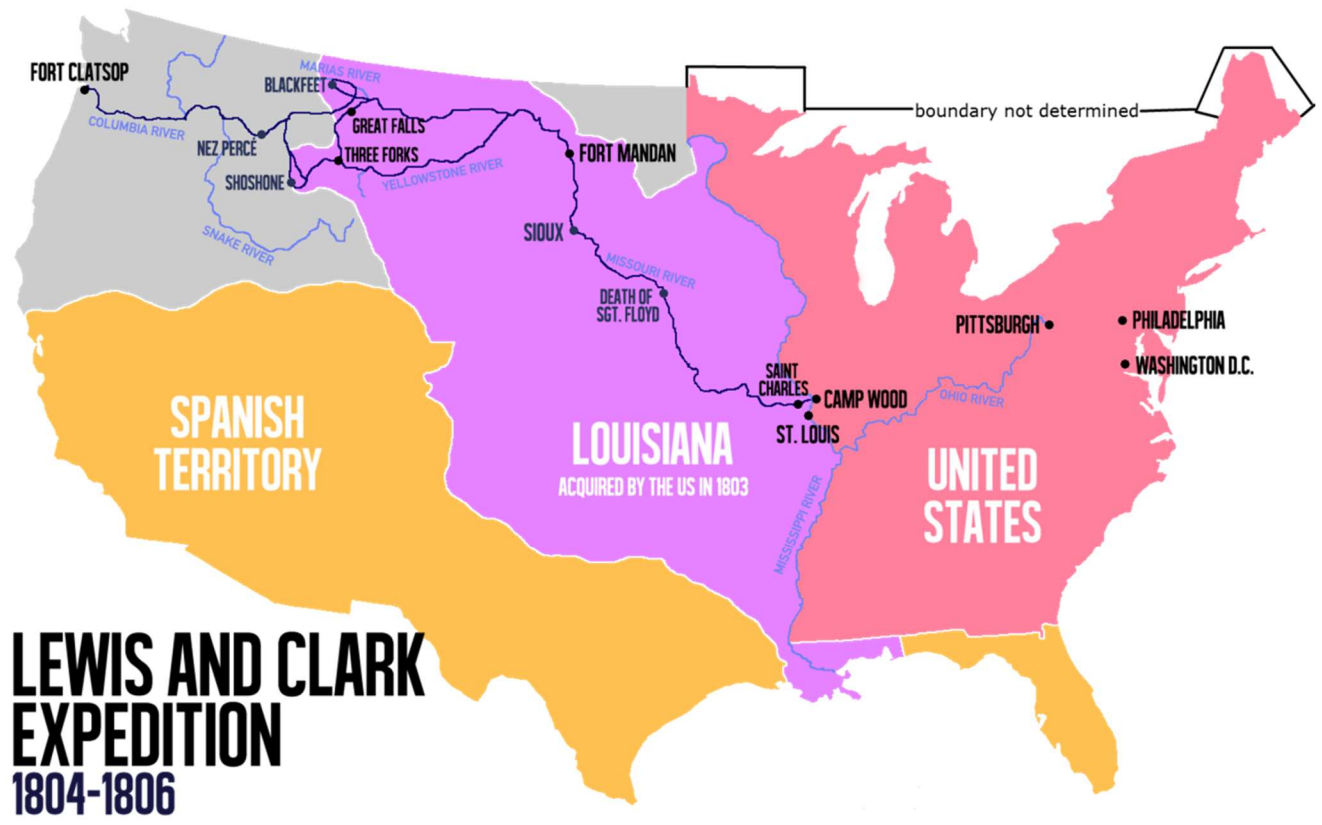 FORT CLATSOP
COLUMBIA RIVER
NEZ PERCÉ
SHOSHONE
SNAKE RIVER
MARIAS RIVER
BLACKFEET
GREAT FALLS
THREE FORKS
YELLOWSTONE RIVER
FORT MANDAN
SIOUX
MISSOURI RIVER
DEATH OF
SGT. FLOYD
SAINT
CHARLES
CAMP WOOD
ST. LOUIS
boundary not determined
PITTSBURGH
PHILADELPHIA
WASHINGTON D.C.
OHIO RIVER
MISSISSIPPI RIVER
SPANISH
TERRITORY
LOUISIANA
ACQUIRED BY THE US IN 1803
UNITED
STATES
LEWIS AND CLARK
EXPEDITION
1804-1806